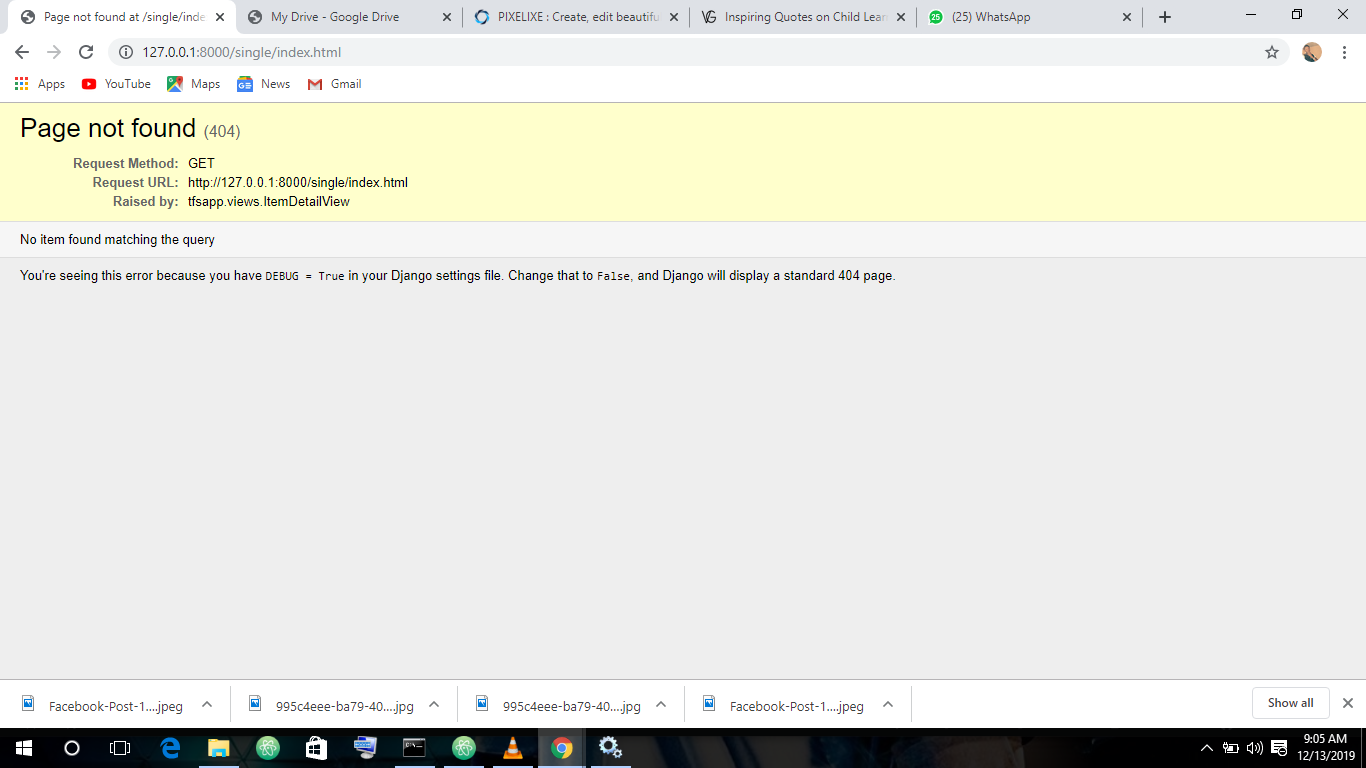 Page not found at /single/inde
My Drive - Google Drive
PIXELIXE : Create, edit beautifu
VG Inspiring Quotes on Child Lear
25 (25) WhatsApp
127.0.0.1:8000/single/index.html
Apps YouTube Maps GE News Gmail
Page not found (404)
Request Method: GET
Request URL: http://127.0.0.1:8000/single/index.html
Raised by: tfsapp.views.ItemDetailView
No item found matching the query
You're seeing this error because you have DEBUG = True in your Django settings file. Change that to False, and Django will display a standard 404 page.
Facebook-Post-1....jpeg
995c4eee-ba79-40....jpg
995c4eee-ba79-40....jpg
Facebook-Post-1....jpeg
Show all
9:05 AM
12/13/2019